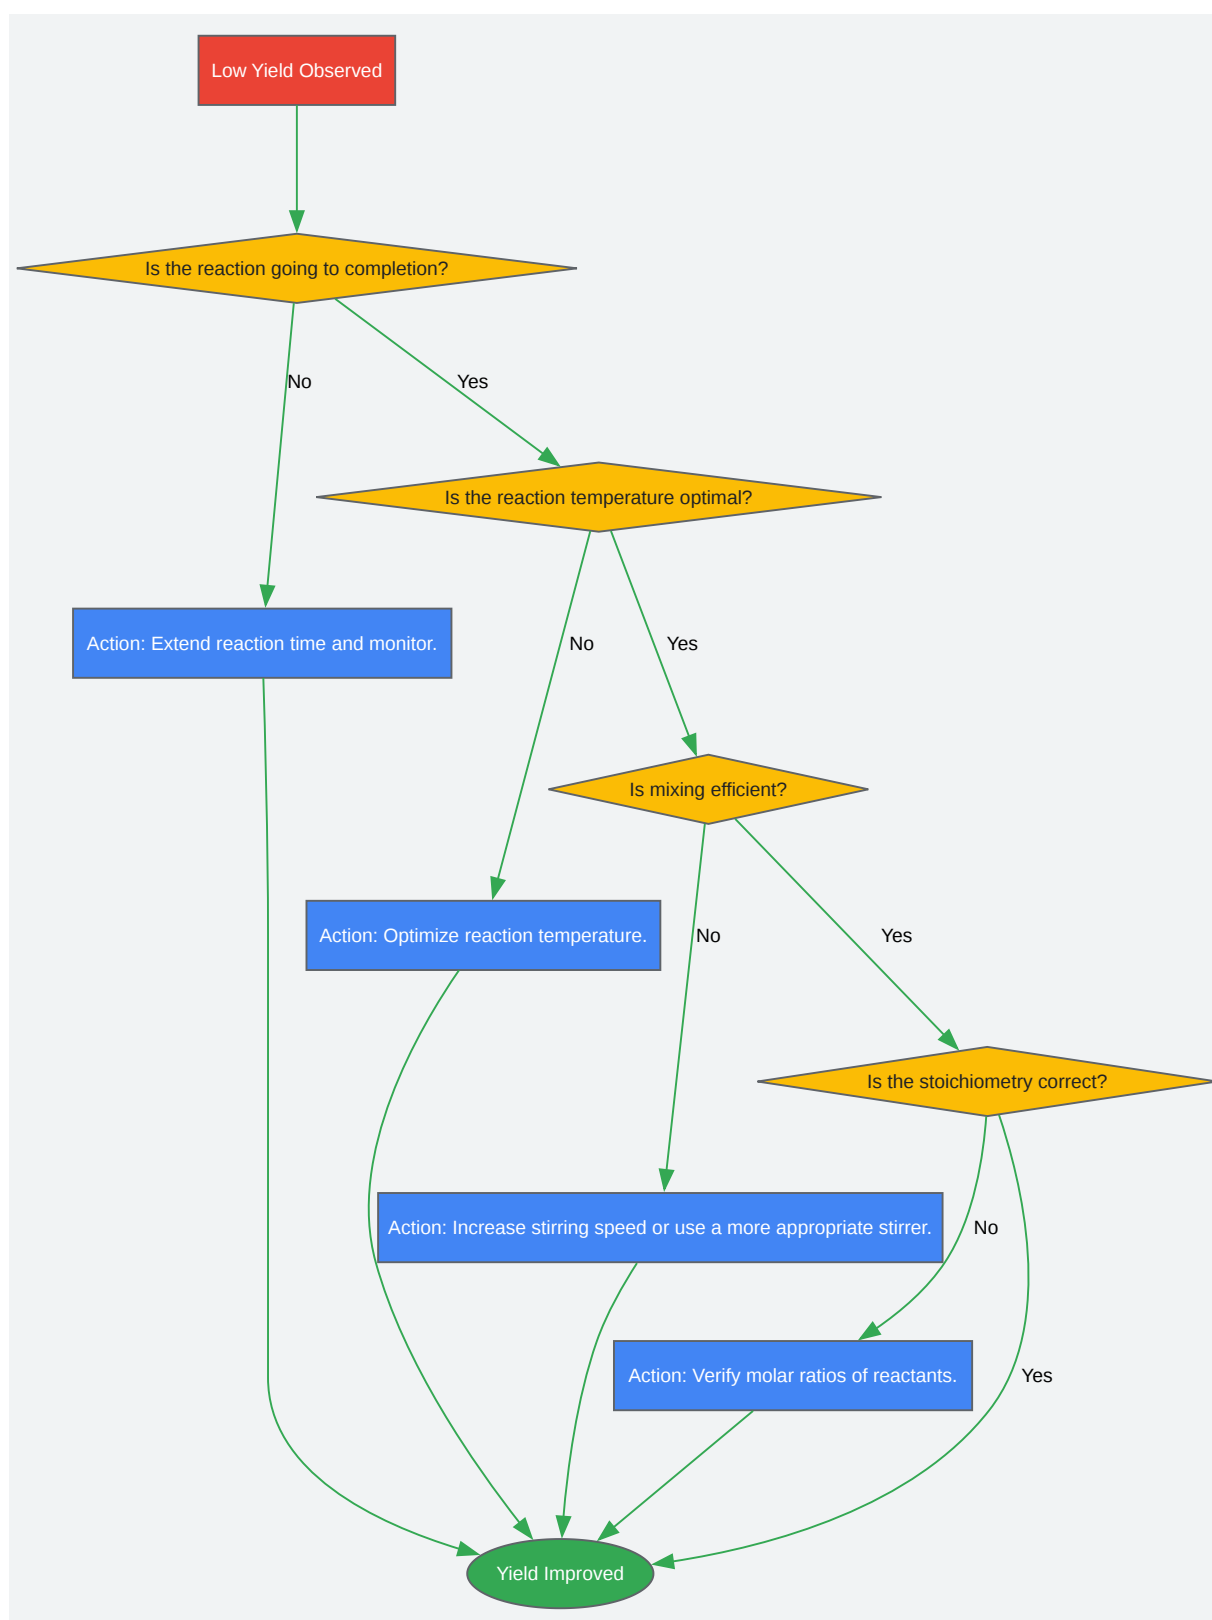 Low Yield Observed
Is the reaction going to completion?
No
Yes
Is the reaction temperature optimal?
Action: Extend reaction time and monitor.
No
Yes
Is mixing efficient?
Action: Optimize reaction temperature.
No
Yes
Is the stoichiometry correct?
Action: Increase stirring speed or use a more appropriate stirrer.
No
Action: Verify molar ratios of reactants.
Yes
Yield Improved